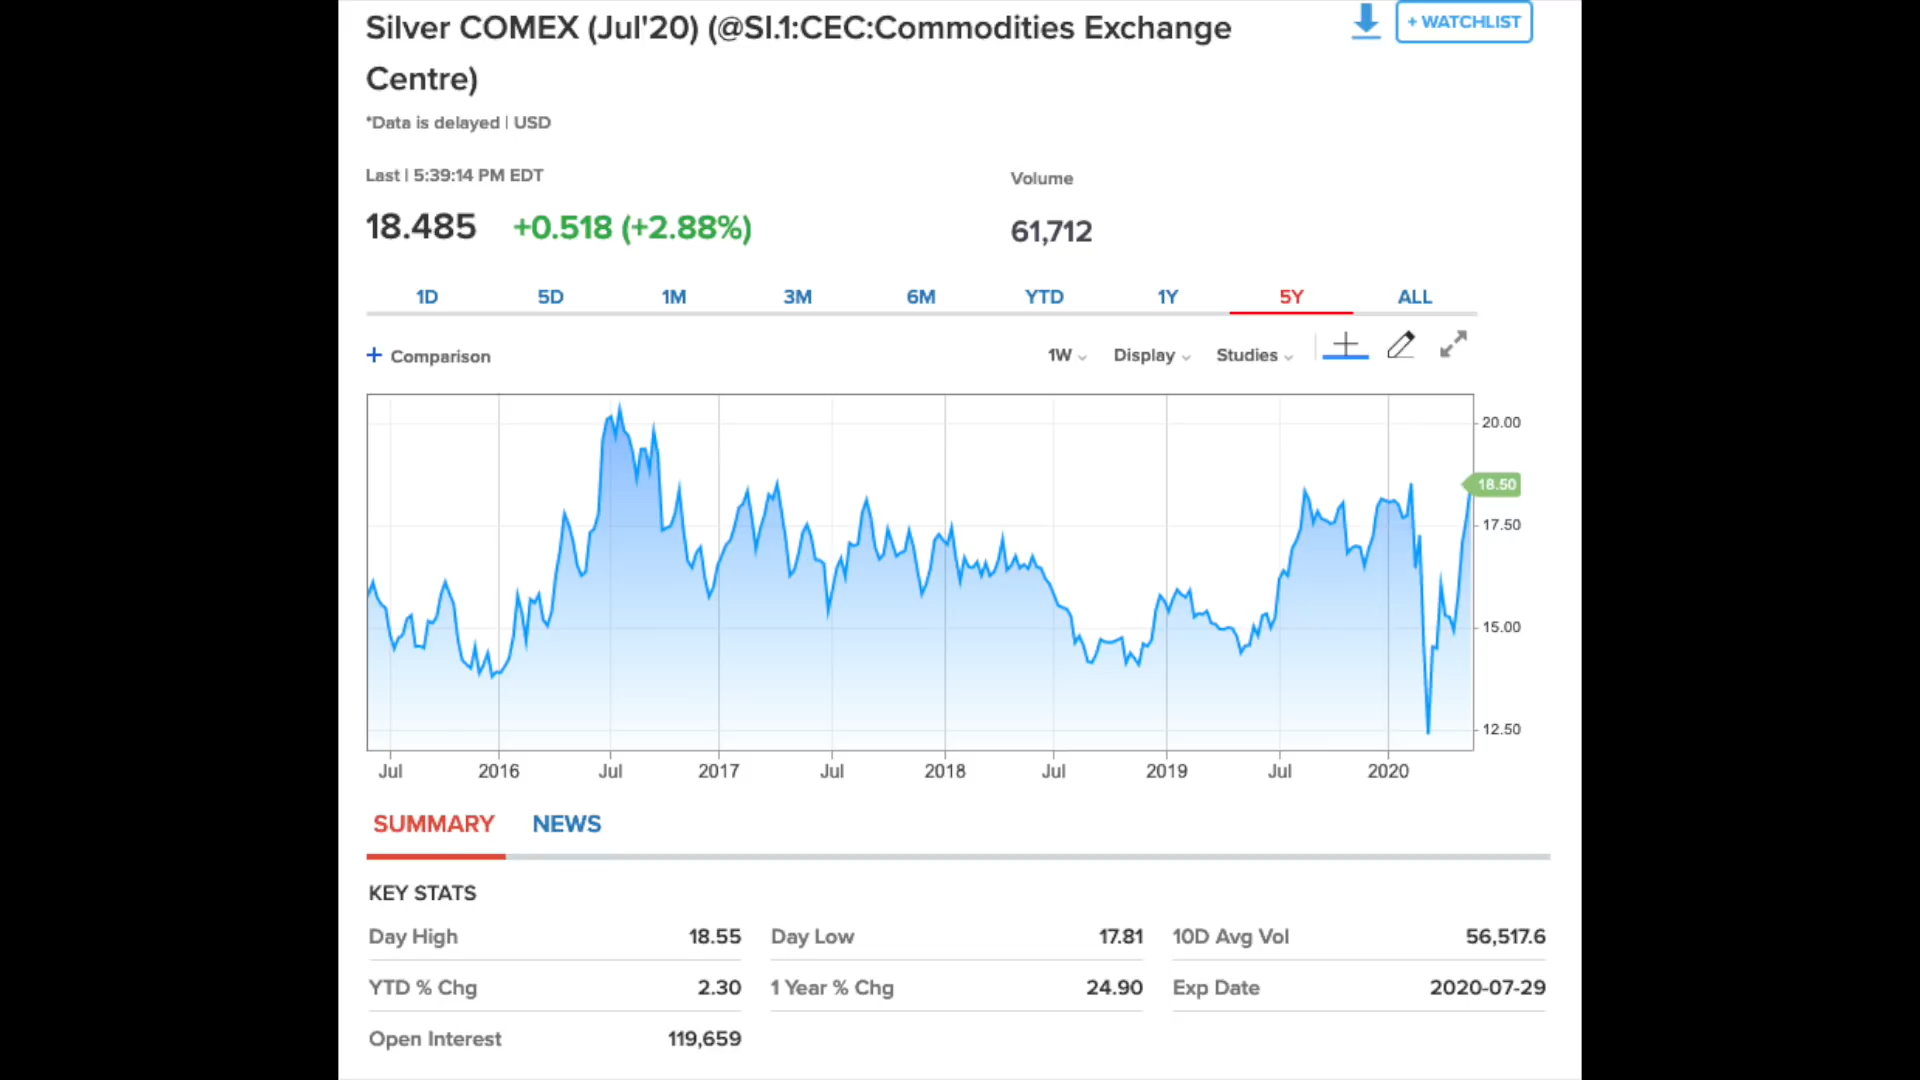 Silver COMEX (Jul'20) (@SI.1:CEC:Commodities Exchange
Centre)
+ WATCHLIST
*Data is delayed | USD
Last | 5:39:14 PM EDT
Volume
18.485 +0.518 (+2.88%)
61,712
1D 5D 1M 3M 6M YTD 1Y 5Y ALL
+ Comparison
1W Display Studies
20.00
18.50
17.50
15.00
12.50
Jul 2016 Jul 2017 Jul 2018 Jul 2019 Jul 2020
SUMMARY NEWS
KEY STATS
Day High 18.55 Day Low 17.81 10D Avg Vol 56,517.6
YTD % Chg 2.30 1 Year % Chg 24.90 Exp Date 2020-07-29
Open Interest 119,659